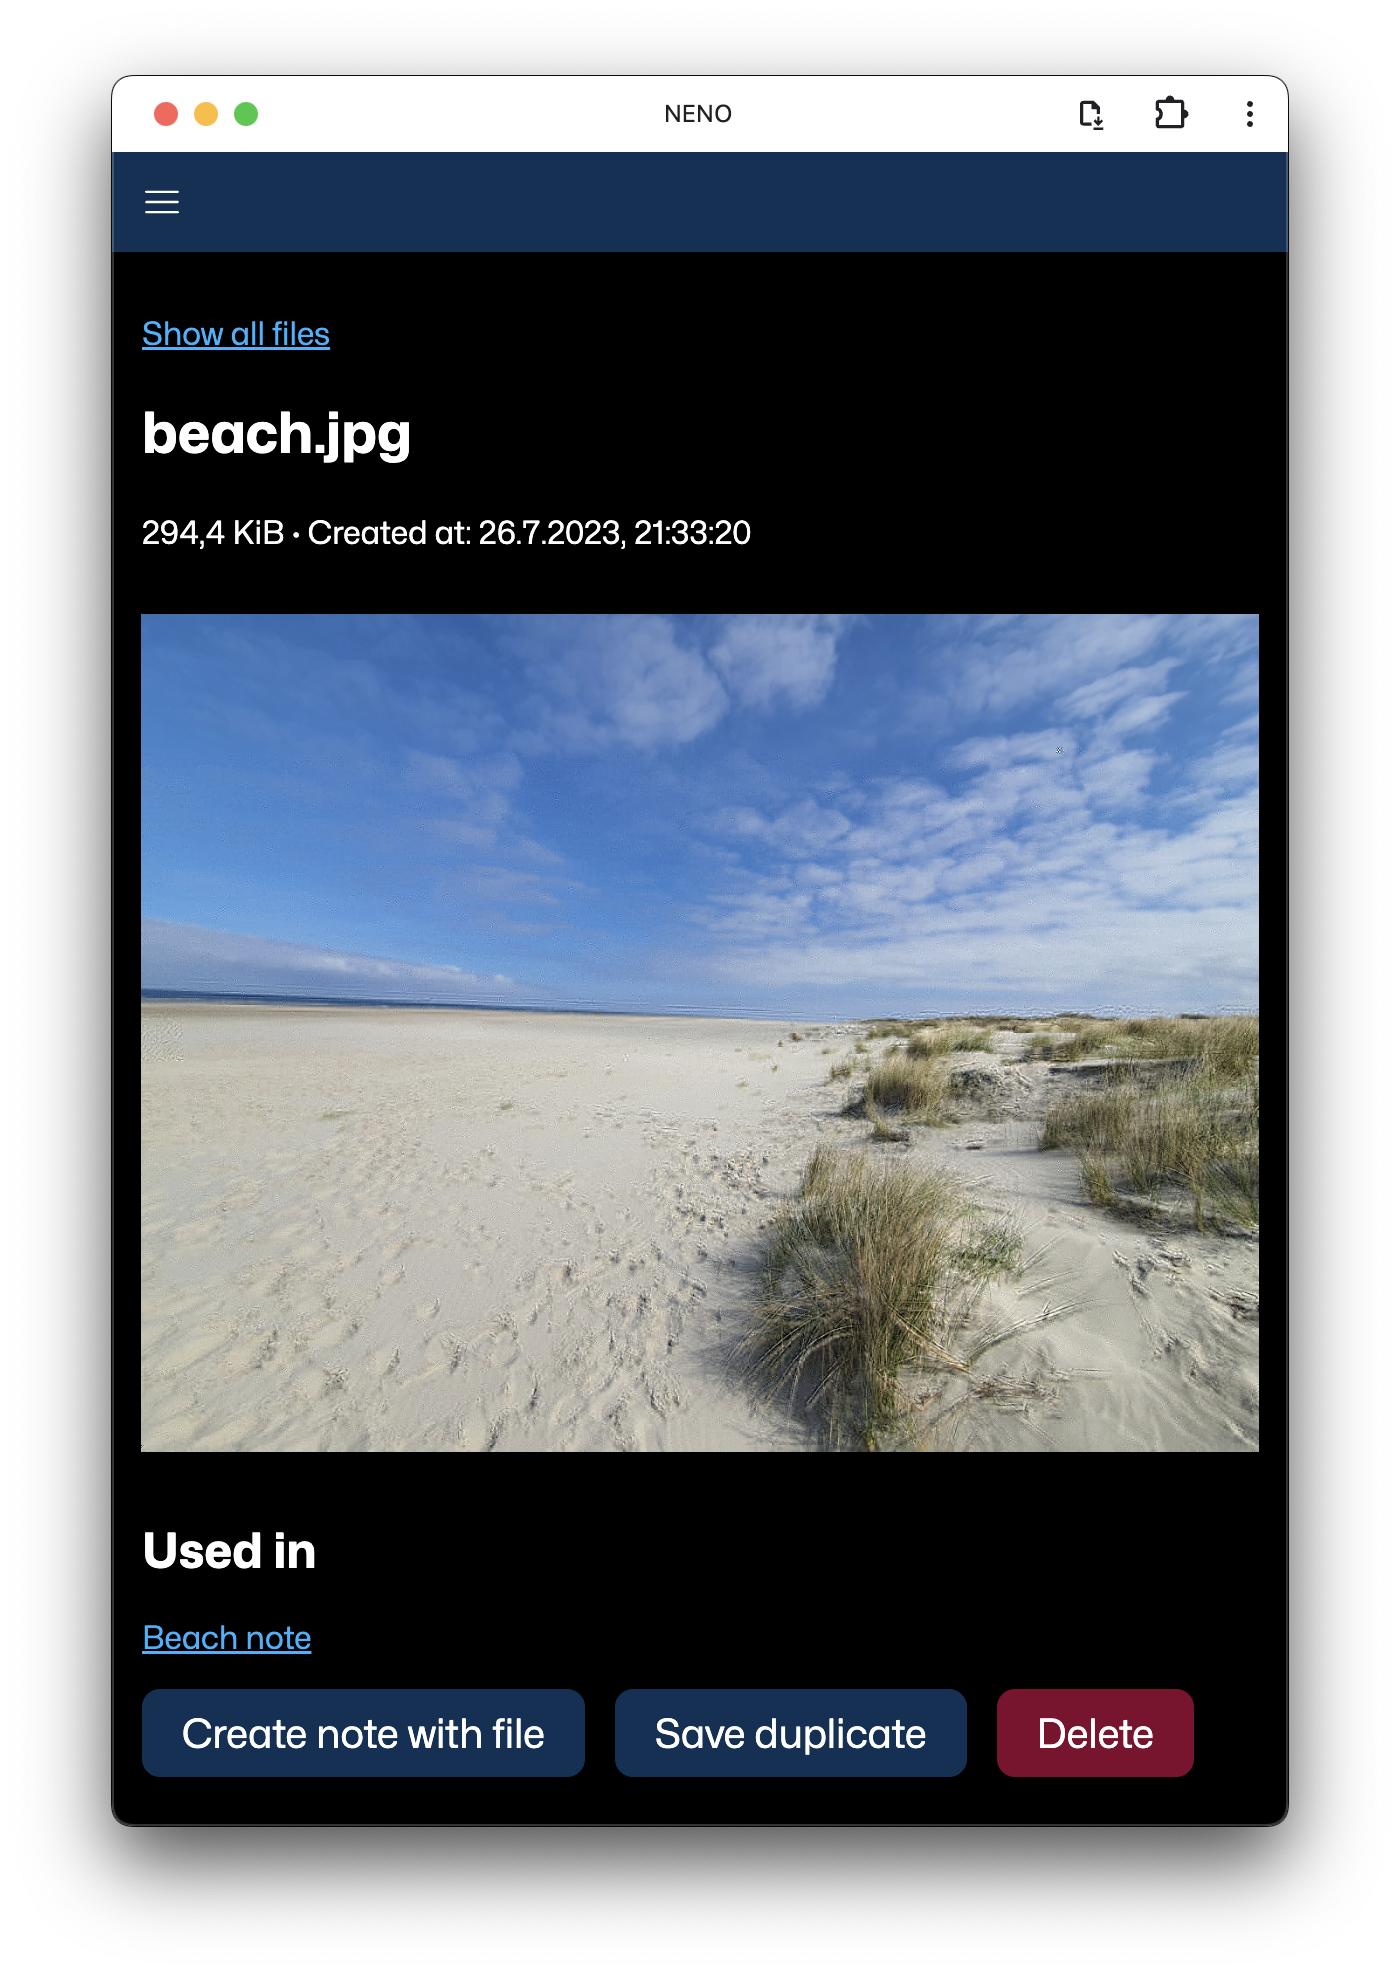 NENO
Show all files
beach.jpg
294,4 KiB • Created at: 26.7.2023, 21:33:20
Used in
Beach note
Create note with file
Save duplicate
Delete